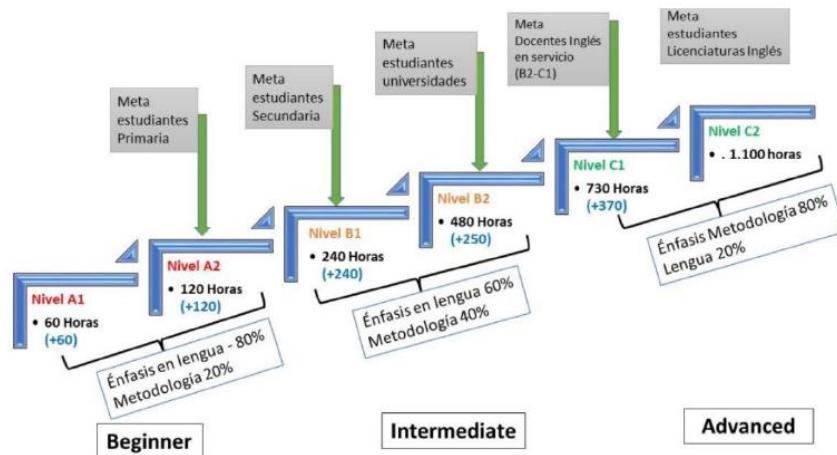 Meta
estudiantes
Primaria
Meta
estudiantes
Secundaria
Meta
estudiantes
universidades
Meta
Docentes Inglés
en servicio
(B2-C1)
Meta
estudiantes
Licenciaturas Inglés
Nivel A1
• 60 Horas
(+60)
Nivel A2
• 120 Horas
(+120)
Nivel B1
• 240 Horas
(+240)
Nivel B2
• 480 Horas
(+250)
Nivel C1
• 730 Horas
(+370)
Nivel C2
• . 1.100 horas
Énfasis en lengua - 80%
Metodología 20%
Énfasis en lengua 60%
Metodología 40%
Énfasis Metodología 80%
Lengua 20%
Beginner
Intermediate
Advanced